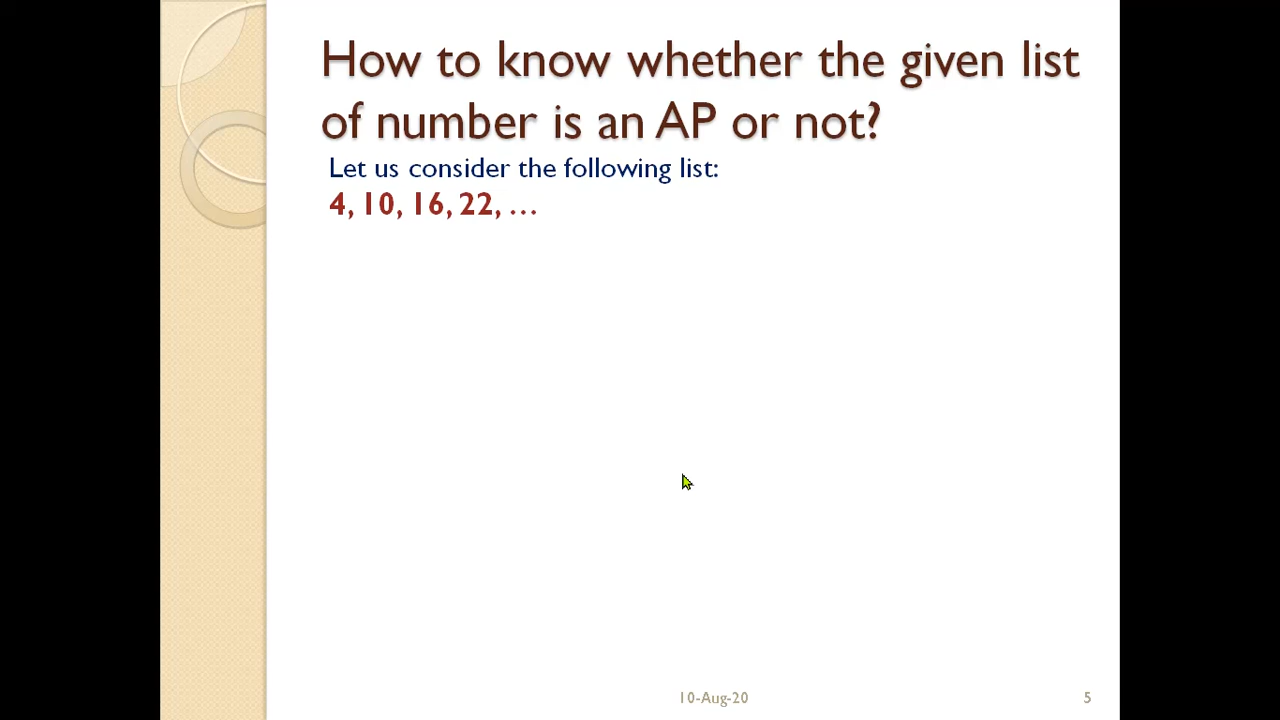 How to know whether the given list
of number is an AP or not?
Let us consider the following list:
4, 10, 16, 22, …
10-Aug-20
5